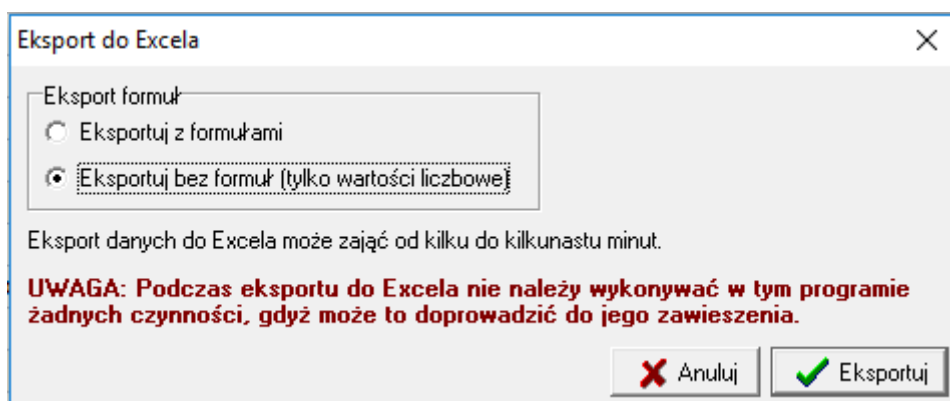 Eksport do Excela
Eksport formuł
Eksportuj z formułami
Eksportuj bez formuł (tylko wartości liczbowe)
Eksport danych do Excela może zająć od kilku do kilkunastu minut.
UWAGA: Podczas eksportu do Excela nie należy wykonywać w tym programie
żadnych czynności, gdyż może to doprowadzić do jego zawieszenia.
Anuluj
Eksportuj